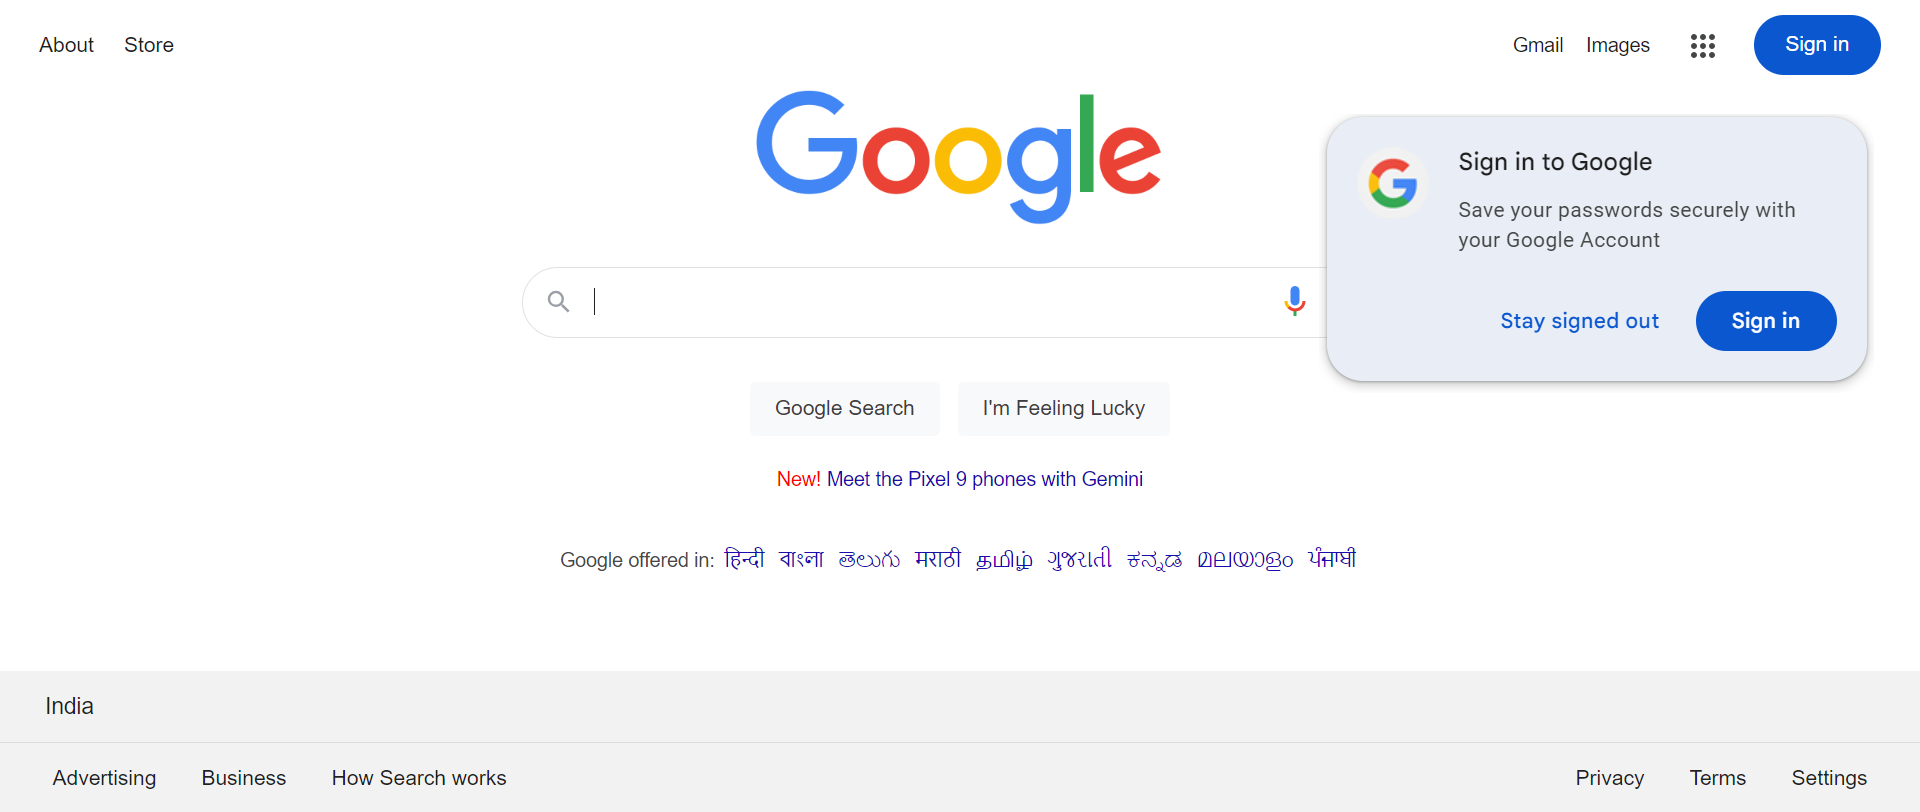 About Store
Gmail Images Sign in
Google
Sign in to Google
Save your passwords securely with
your Google Account
Stay signed out Sign in
Google Search I'm Feeling Lucky
New! Meet the Pixel 9 phones with Gemini
Google offered in: हिन्दी বাংলা తెలుగు मराठी தமிழ் ગુજરાતી ಕನ್ನಡ മലയാളം ਪੰਜਾਬੀ
India
Advertising Business How Search works
Privacy Terms Settings